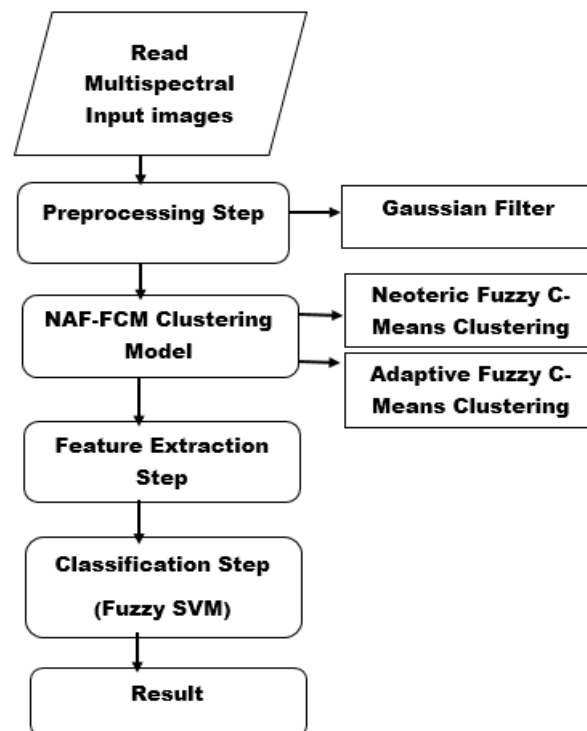 Read
Multispectral
Input images
Preprocessing Step
Gaussian Filter
NAF-FCM Clustering
Model
Neoteric Fuzzy C-
Means Clustering
Adaptive Fuzzy C-
Means Clustering
Feature Extraction
Step
Classification Step
(Fuzzy SVM)
Result